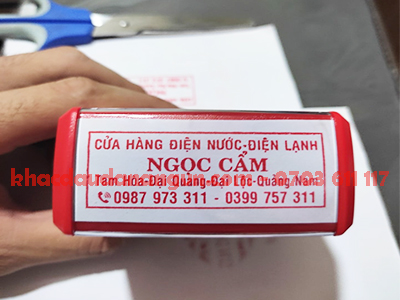 CỬA HÀNG ĐIỆN NƯỚC-ĐIỆN LẠNH
NGỌC CẨM
Tam Hòa-Đại Quang-Đại Lộc-Quảng Nam
0987 973 311 - 0399 757 311